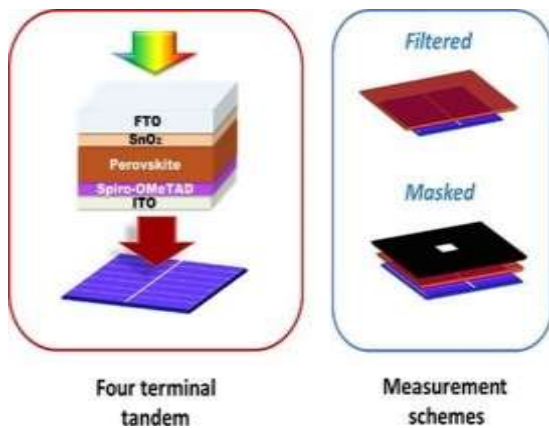 FTO
SnO₂
Perovskite
Spiro-OMeTAD
ITO
Four terminal
tandem
Filtered
Masked
Measurement
schemes